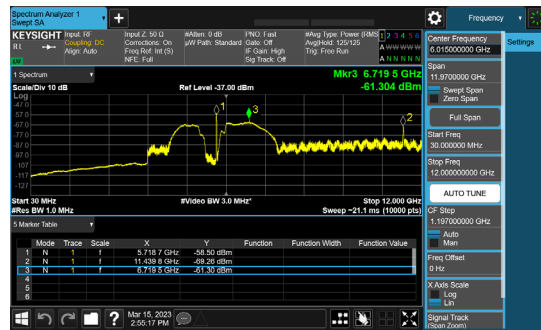 Spectrum Analyzer 1
Swept SA
+
Frequency
KEYSIGHT
Input: RF
Coupling: DC
Align: Auto
Input Z: 50 Ω
Corrections: On
Freq Ref: Int (S)
NFE: Full
#Atten: 0 dB
µW Path: Standard
PNO: Fast
Gate: Off
IF Gain: High
Sig Track: Off
#Avg Type: Power (RMS)
Avg|Hold: 125/125
Trig: Free Run
1 2 3 4 5 6
A W W W W W
A N N N N N
1 Spectrum
Scale/Div 10 dB
Ref Level -37.00 dBm
Mkr3 6.719 5 GHz
-61.304 dBm
Log
-47.0
-57.0
-67.0
-77.0
-87.0
-97.0
-107
-117
-127
1
3
2
Start 30 MHz
#Res BW 1.0 MHz
#Video BW 3.0 MHz*
Stop 12.000 GHz
Sweep ~21.1 ms (10000 pts)
5 Marker Table
Mode Trace Scale X Y Function Function Width Function Value
1 N 1 f 5.718 7 GHz -58.50 dBm
2 N 1 f 11.439 8 GHz -69.26 dBm
3 N 1 f 6.719 5 GHz -61.30 dBm
4
5
6
Mar 15, 2023
2:55:17 PM
Settings
Center Frequency
6.015000000 GHz
Span
11.9700000 GHz
Swept Span
Zero Span
Full Span
Start Freq
30.000000 MHz
Stop Freq
12.000000000 GHz
AUTO TUNE
CF Step
1.197000000 GHz
Auto
Man
Freq Offset
0 Hz
X Axis Scale
Log
Lin
Signal Track
(Span Zoom)